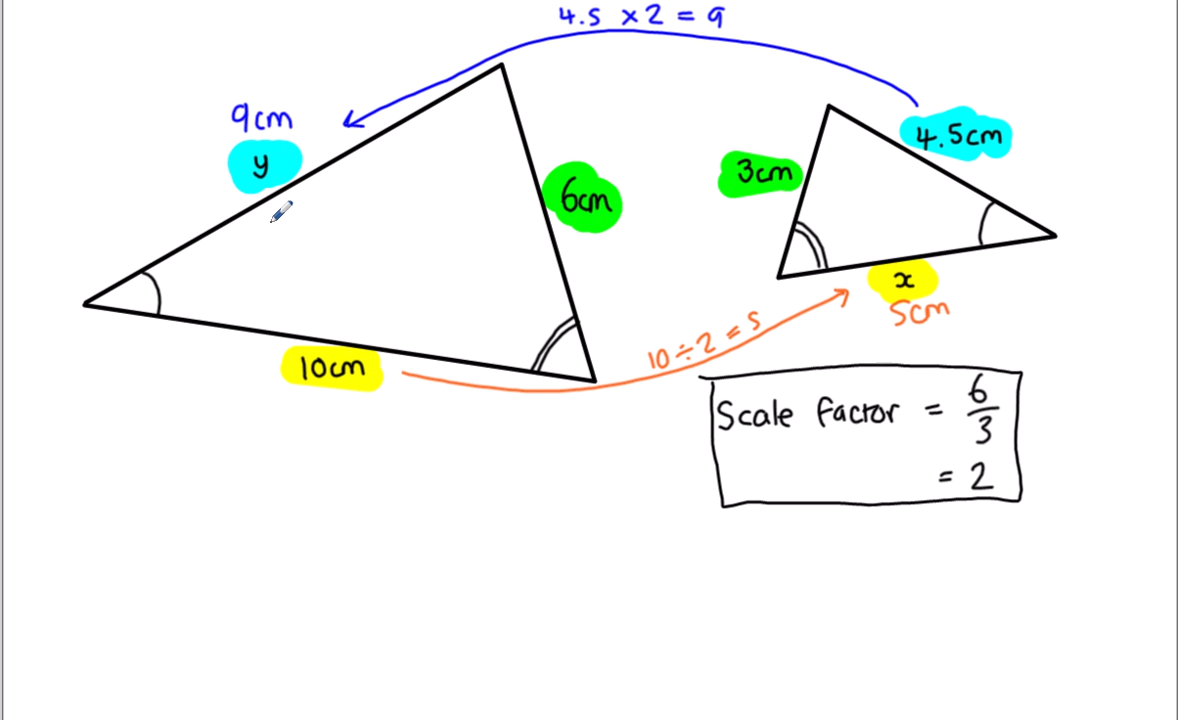 4.5 × 2 = 9
9cm
y
6cm
10cm
3cm
4.5cm
x
5cm
10 ÷ 2 = 5
Scale factor = 6/3
= 2